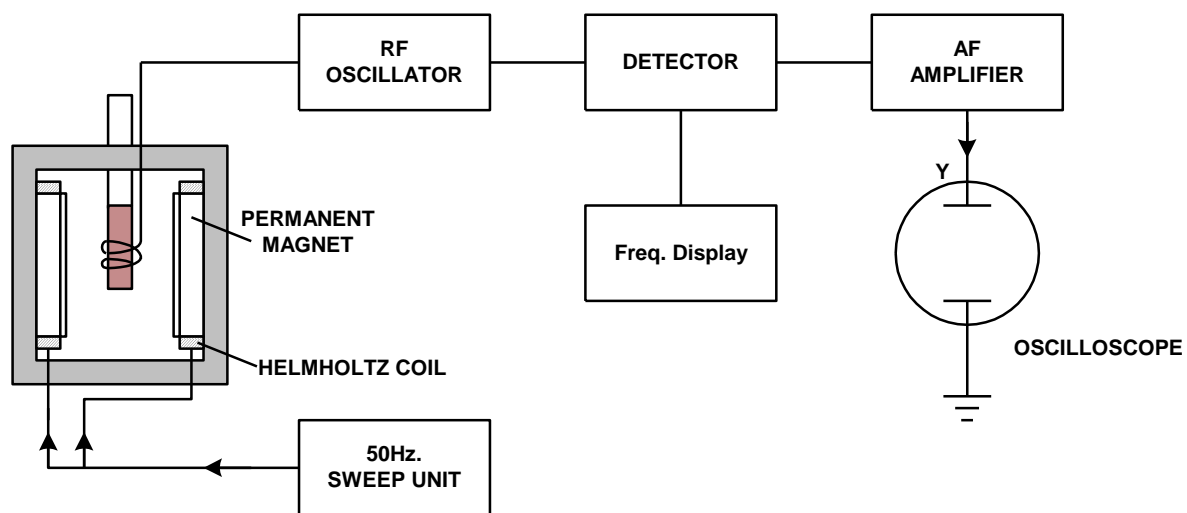 RF
OSCILLATOR
DETECTOR
AF
AMPLIFIER
Y
PERMANENT
MAGNET
Freq. Display
OSCILLOSCOPE
HELMHOLTZ COIL
50Hz.
SWEEP UNIT